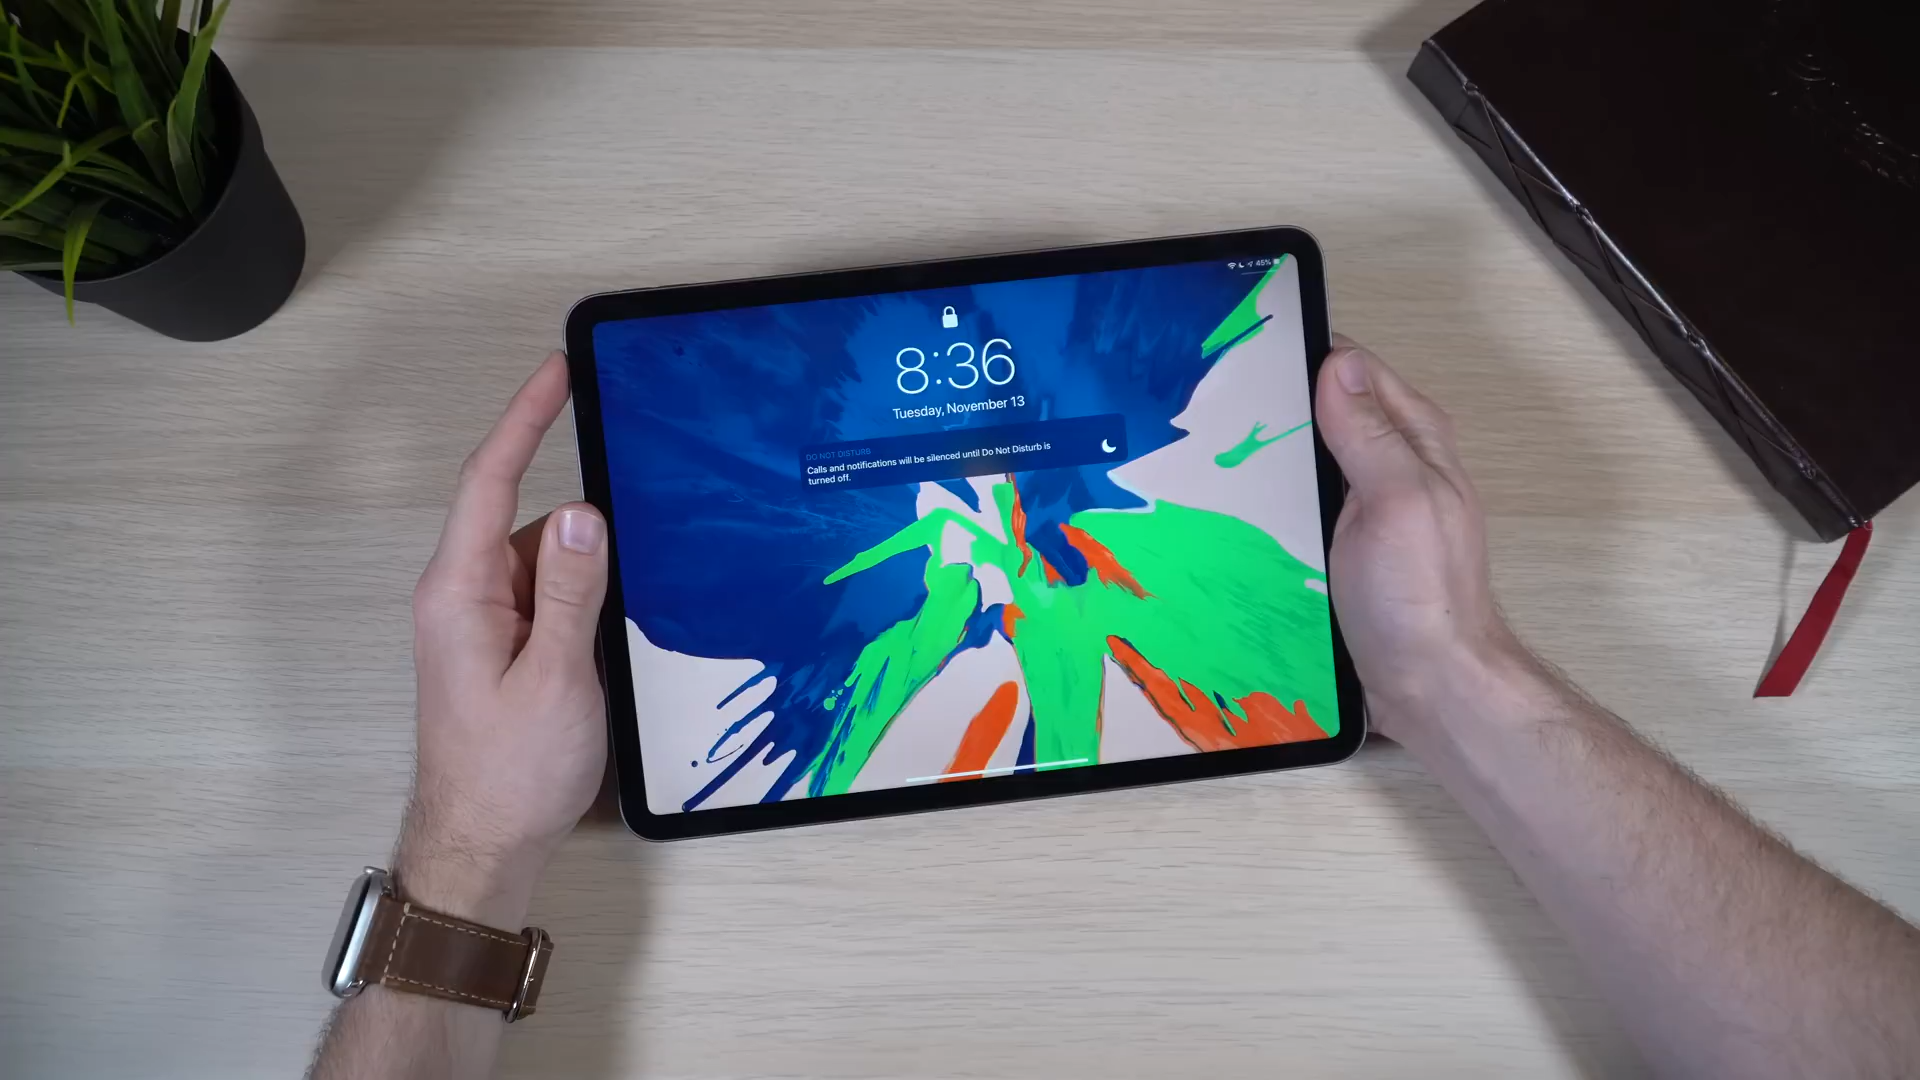 45%
8:36
Tuesday, November 13
DO NOT DISTURB
Calls and notifications will be silenced until Do Not Disturb is
turned off.